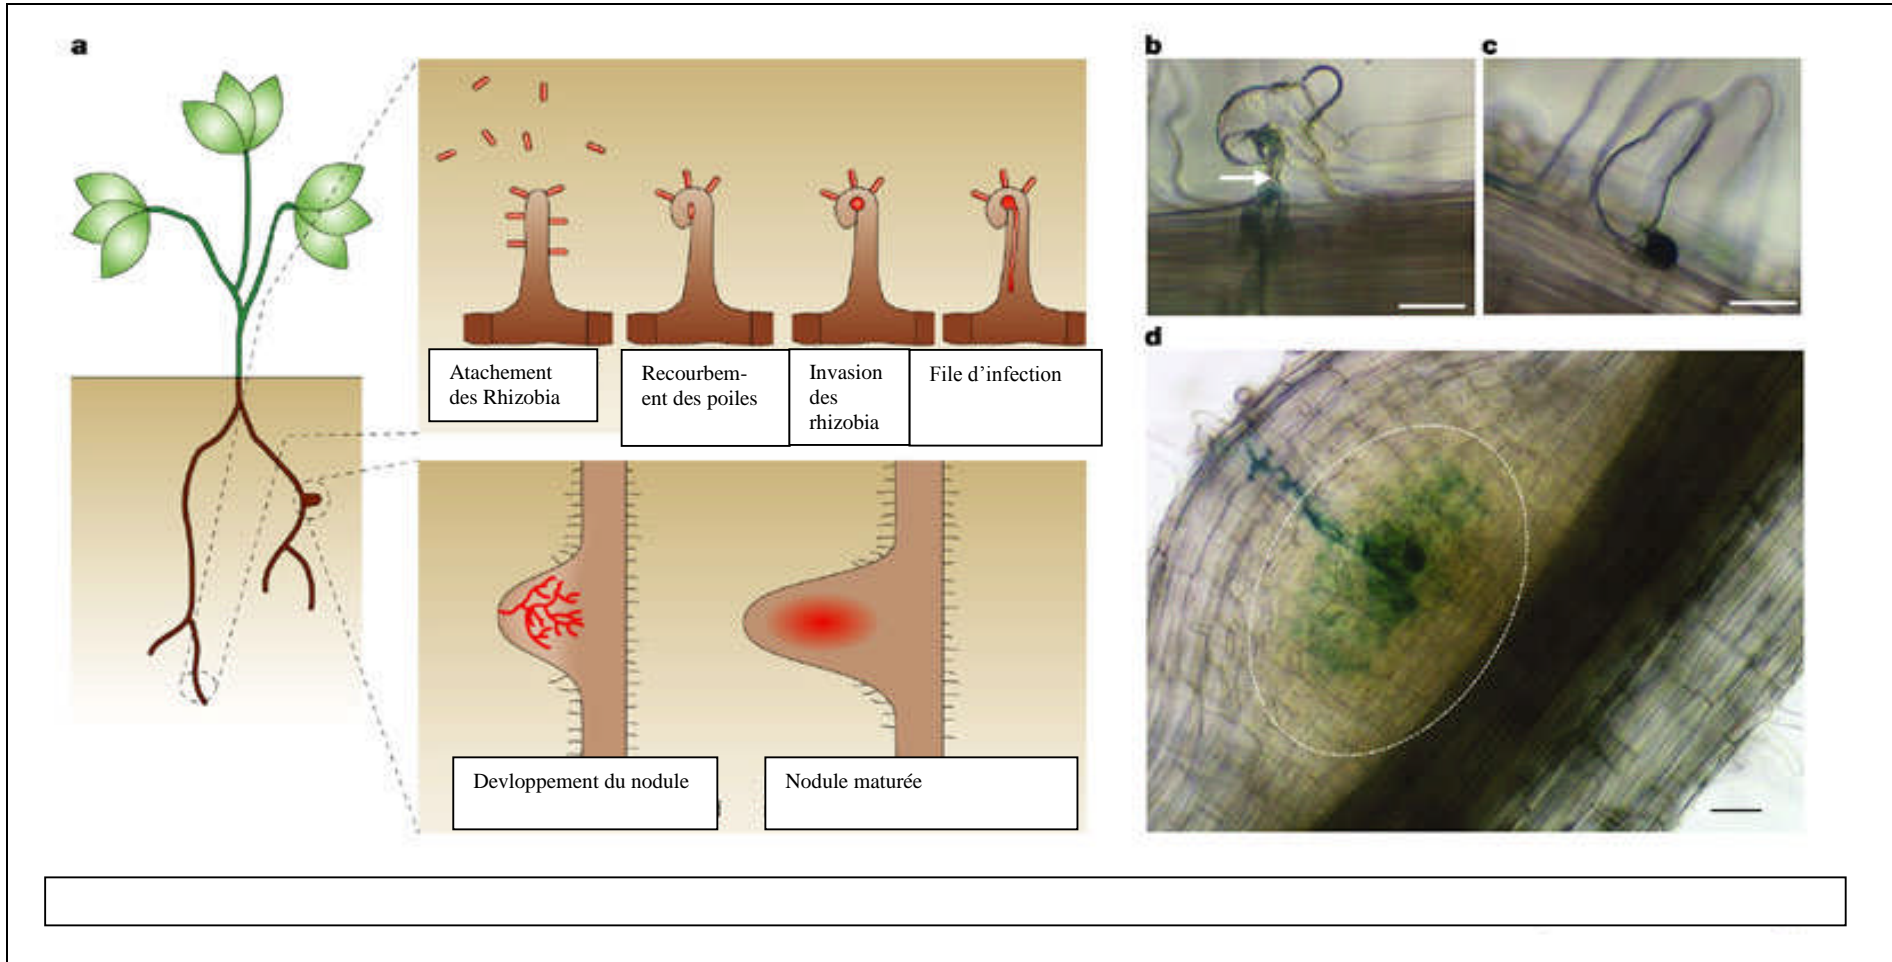 a
b
c
Atachement
des Rhizobia
Recourbem-
ent des poiles
Invasion
des
rhizobia
File d'infection
d
Devloppement du nodule
Nodule maturée